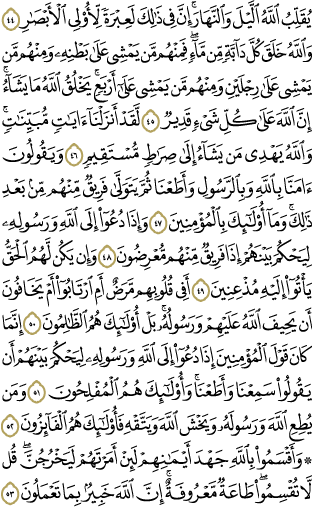 يُقَلِّبُ ٱللَّهُ ٱلَّيۡلَ وَٱلنَّهَارَۚ إِنَّ فِي ذَٰلِكَ لَعِبۡرَةٗ لِّأُوْلِي ٱلۡأَبۡصَٰرِ ٤٤
وَٱللَّهُ خَلَقَ كُلَّ دَآبَّةٖ مِّن مَّآءٖۖ فَمِنۡهُم مَّن يَمۡشِي عَلَىٰ بَطۡنِهِۦ وَمِنۡهُم مَّن
يَمۡشِي عَلَىٰ رِجۡلَيۡنِ وَمِنۡهُم مَّن يَمۡشِي عَلَىٰٓ أَرۡبَعٖۚ يَخۡلُقُ ٱللَّهُ مَا يَشَآءُۚ
إِنَّ ٱللَّهَ عَلَىٰ كُلِّ شَيۡءٖ قَدِيرٞ ٤٥ لَّقَدۡ أَنزَلۡنَآ ءَايَٰتٖ مُّبَيِّنَٰتٖۚ
وَٱللَّهُ يَهۡدِي مَن يَشَآءُ إِلَىٰ صِرَٰطٖ مُّسۡتَقِيمٖ ٤٦ وَيَقُولُونَ
ءَامَنَّا بِٱللَّهِ وَبِٱلرَّسُولِ وَأَطَعۡنَا ثُمَّ يَتَوَلَّىٰ فَرِيقٞ مِّنۡهُم مِّنۢ بَعۡدِ
ذَٰلِكَۚ وَمَآ أُوْلَٰٓئِكَ بِٱلۡمُؤۡمِنِينَ ٤٧ وَإِذَا دُعُوٓاْ إِلَى ٱللَّهِ وَرَسُولِهِۦ
لِيَحۡكُمَ بَيۡنَهُمۡ إِذَا فَرِيقٞ مِّنۡهُم مُّعۡرِضُونَ ٤٨ وَإِن يَكُن لَّهُمُ ٱلۡحَقُّ
يَأۡتُوٓاْ إِلَيۡهِ مُذۡعِنِينَ ٤٩ أَفِي قُلُوبِهِم مَّرَضٌ أَمِ ٱرۡتَابُوٓاْ أَمۡ يَخَافُونَ
أَن يَحِيفَ ٱللَّهُ عَلَيۡهِمۡ وَرَسُولُهُۥۚ بَلۡ أُوْلَٰٓئِكَ هُمُ ٱلظَّٰلِمُونَ ٥٠ إِنَّمَا
كَانَ قَوۡلَ ٱلۡمُؤۡمِنِينَ إِذَا دُعُوٓاْ إِلَى ٱللَّهِ وَرَسُولِهِۦ لِيَحۡكُمَ بَيۡنَهُمۡ أَن
يَقُولُواْ سَمِعۡنَا وَأَطَعۡنَاۚ وَأُوْلَٰٓئِكَ هُمُ ٱلۡمُفۡلِحُونَ ٥١ وَمَن
يُطِعِ ٱللَّهَ وَرَسُولَهُۥ وَيَخۡشَ ٱللَّهَ وَيَتَّقۡهِ فَأُوْلَٰٓئِكَ هُمُ ٱلۡفَآئِزُونَ ٥٢
۞ وَأَقۡسَمُواْ بِٱللَّهِ جَهۡدَ أَيۡمَٰنِهِمۡ لَئِنۡ أَمَرۡتَهُمۡ لَيَخۡرُجُنَّۖ قُل
لَّا تُقۡسِمُواْۖ طَاعَةٞ مَّعۡرُوفَةٌۚ إِنَّ ٱللَّهَ خَبِيرُۢ بِمَا تَعۡمَلُونَ ٥٣